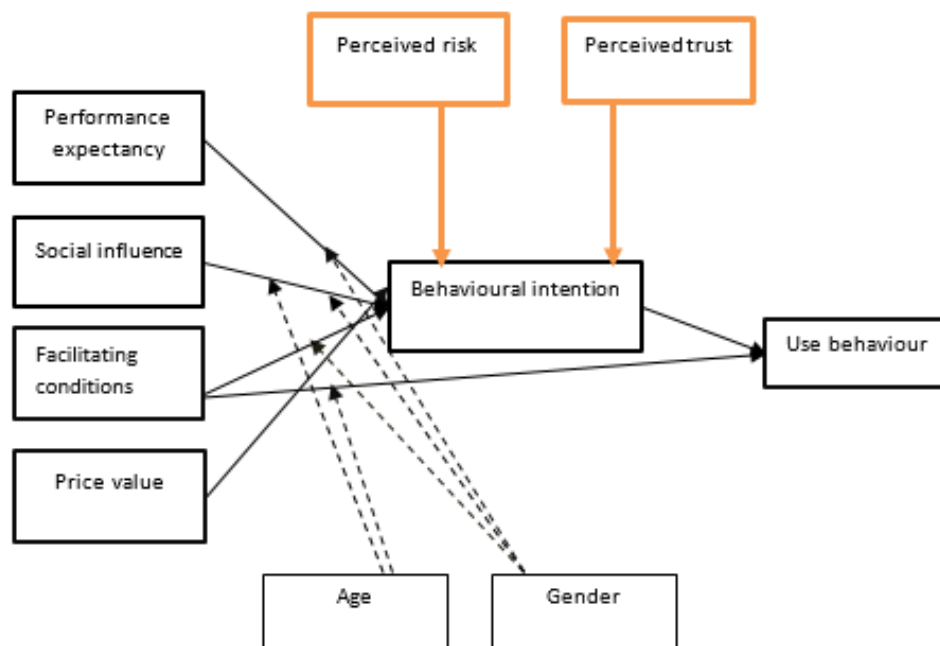 Perceived risk
Perceived trust
Performance
expectancy
Social influence
Behavioural intention
Facilitating
conditions
Use behaviour
Price value
Age
Gender